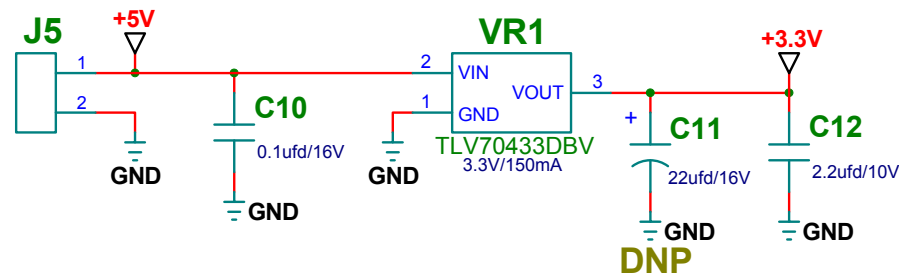 J5
+5V
1
2
GND
C10
0.1ufd/16V
GND
VR1
2
VIN
1
GND
VOUT
3
TLV70433DBV
3.3V/150mA
GND
+3.3V
+
C11
22ufd/16V
GND
DNP
C12
2.2ufd/10V
GND